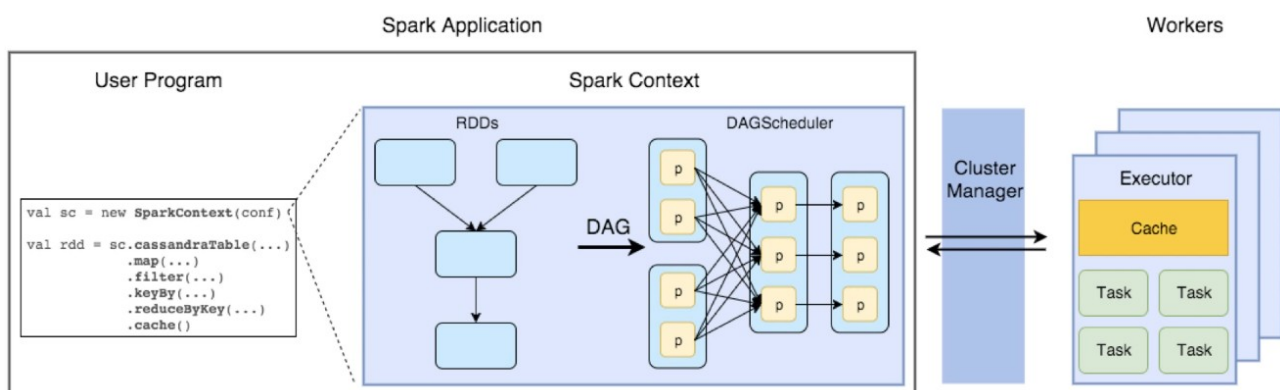 Spark Application
Workers
User Program
Spark Context
val sc = new SparkContext(conf)
val rdd = sc.cassandraTable(...)
.map(...)
.filter(...)
.keyBy(...)
.reduceByKey(...)
.cache()
RDDs
DAG
DAGScheduler
p
p
p
p
p
p
p
p
p
p
Cluster
Manager
Executor
Cache
Task
Task
Task
Task